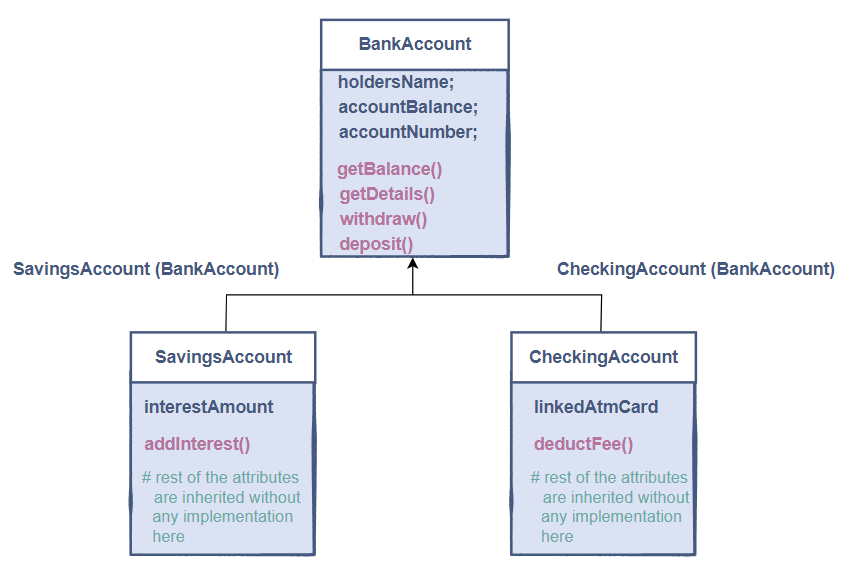 BankAccount
holdersName;
accountBalance;
accountNumber;
getBalance()
getDetails()
withdraw()
deposit()
SavingsAccount (BankAccount)
CheckingAccount (BankAccount)
SavingsAccount
interestAmount
addInterest()
# rest of the attributes
are inherited without
any implementation
here
CheckingAccount
linkedAtmCard
deductFee()
# rest of the attributes
are inherited without
any implementation
here